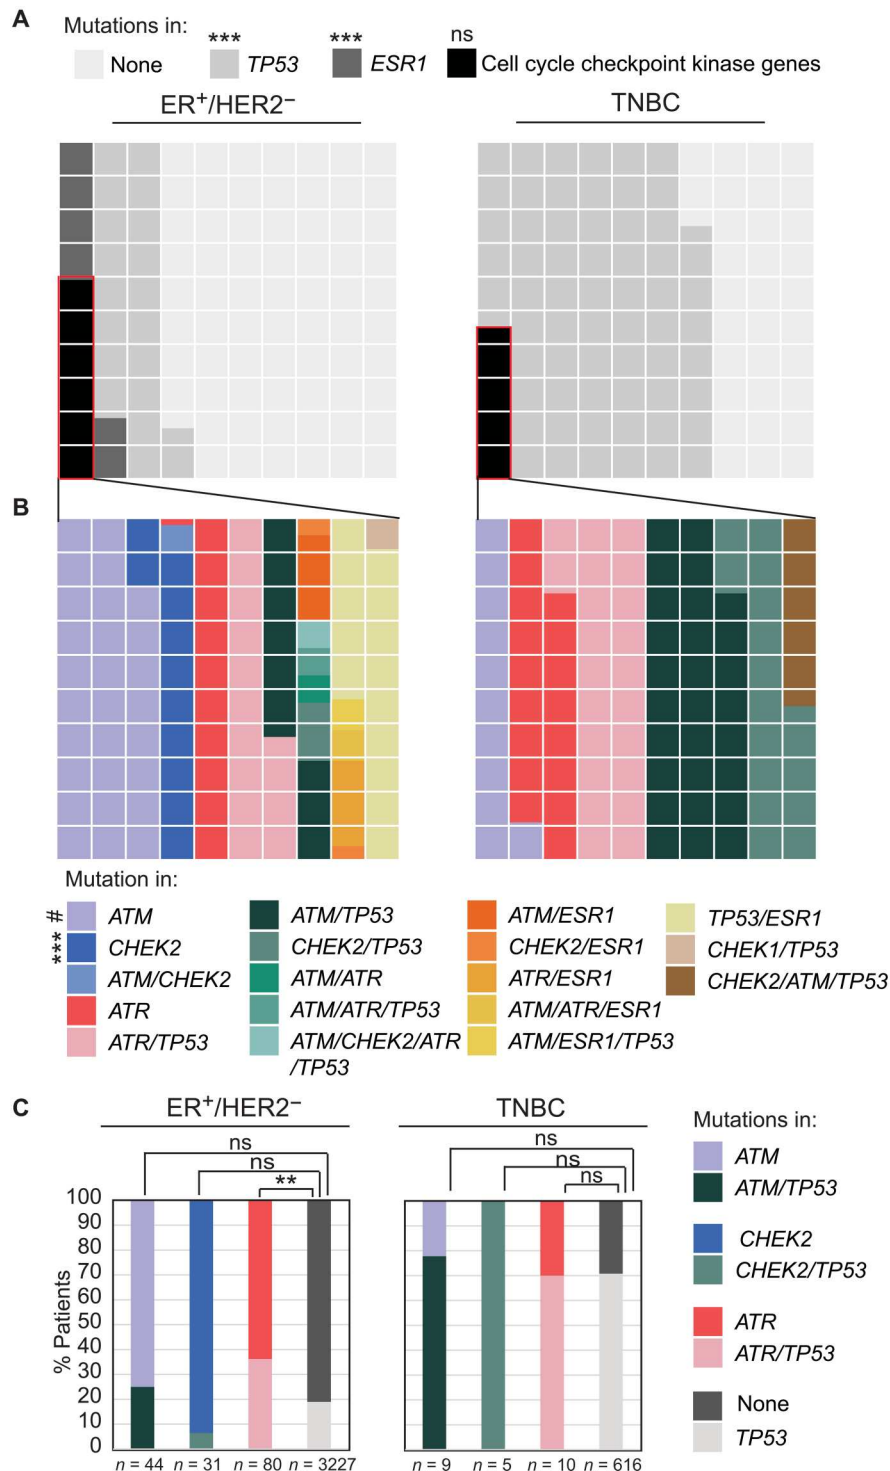 A
Mutations in:
None
***
TP53
***
ESR1
ns
Cell cycle checkpoint kinase genes
ER⁺/HER2⁻
TNBC
B
Mutation in:
*** #
ATM
CHEK2
ATM/CHEK2
ATR
ATR/TP53
ATM/TP53
CHEK2/TP53
ATM/ATR
ATM/ATR/TP53
ATM/CHEK2/ATR
/TP53
ATM/ESR1
CHEK2/ESR1
ATR/ESR1
ATM/ATR/ESR1
ATM/ESR1/TP53
TP53/ESR1
CHEK1/TP53
CHEK2/ATM/TP53
C
ER⁺/HER2⁻
ns
ns
**
% Patients
100
90
80
70
60
50
40
30
20
10
0
n = 44
n = 31
n = 80
n = 3227
TNBC
ns
ns
ns
n = 9
n = 5
n = 10
n = 616
Mutations in:
ATM
ATM/TP53
CHEK2
CHEK2/TP53
ATR
ATR/TP53
None
TP53